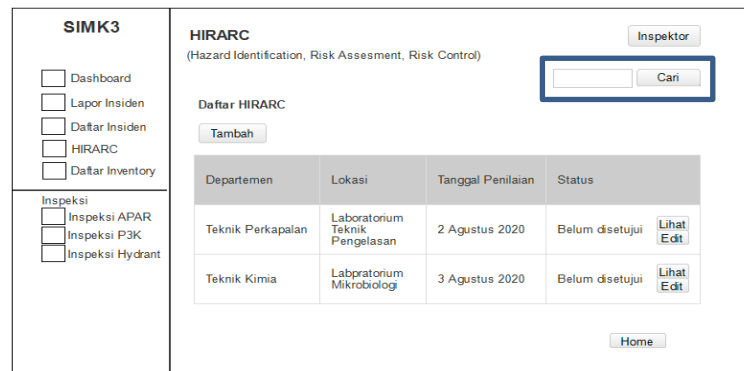 SIMK3
Dashboard
Lapor Insiden
Daftar Insiden
HIRARC
Daftar Inventory
Inspeksi
Inspeksi APAR
Inspeksi P3K
Inspeksi Hydrant
HIRARC
Inspektor
(Hazard Identification, Risk Assesment, Risk Control)
Cari
Daftar HIRARC
Tambah
Departemen Lokasi Tanggal Penilaian Status
Teknik Perkapalan
Laboratorium
Teknik
Pengelasan
2 Agustus 2020
Belum disetujui
Lihat
Edit
Teknik Kimia
Labpratorium
Mikrobiologi
3 Agustus 2020
Belum disetujui
Lihat
Edit
Home